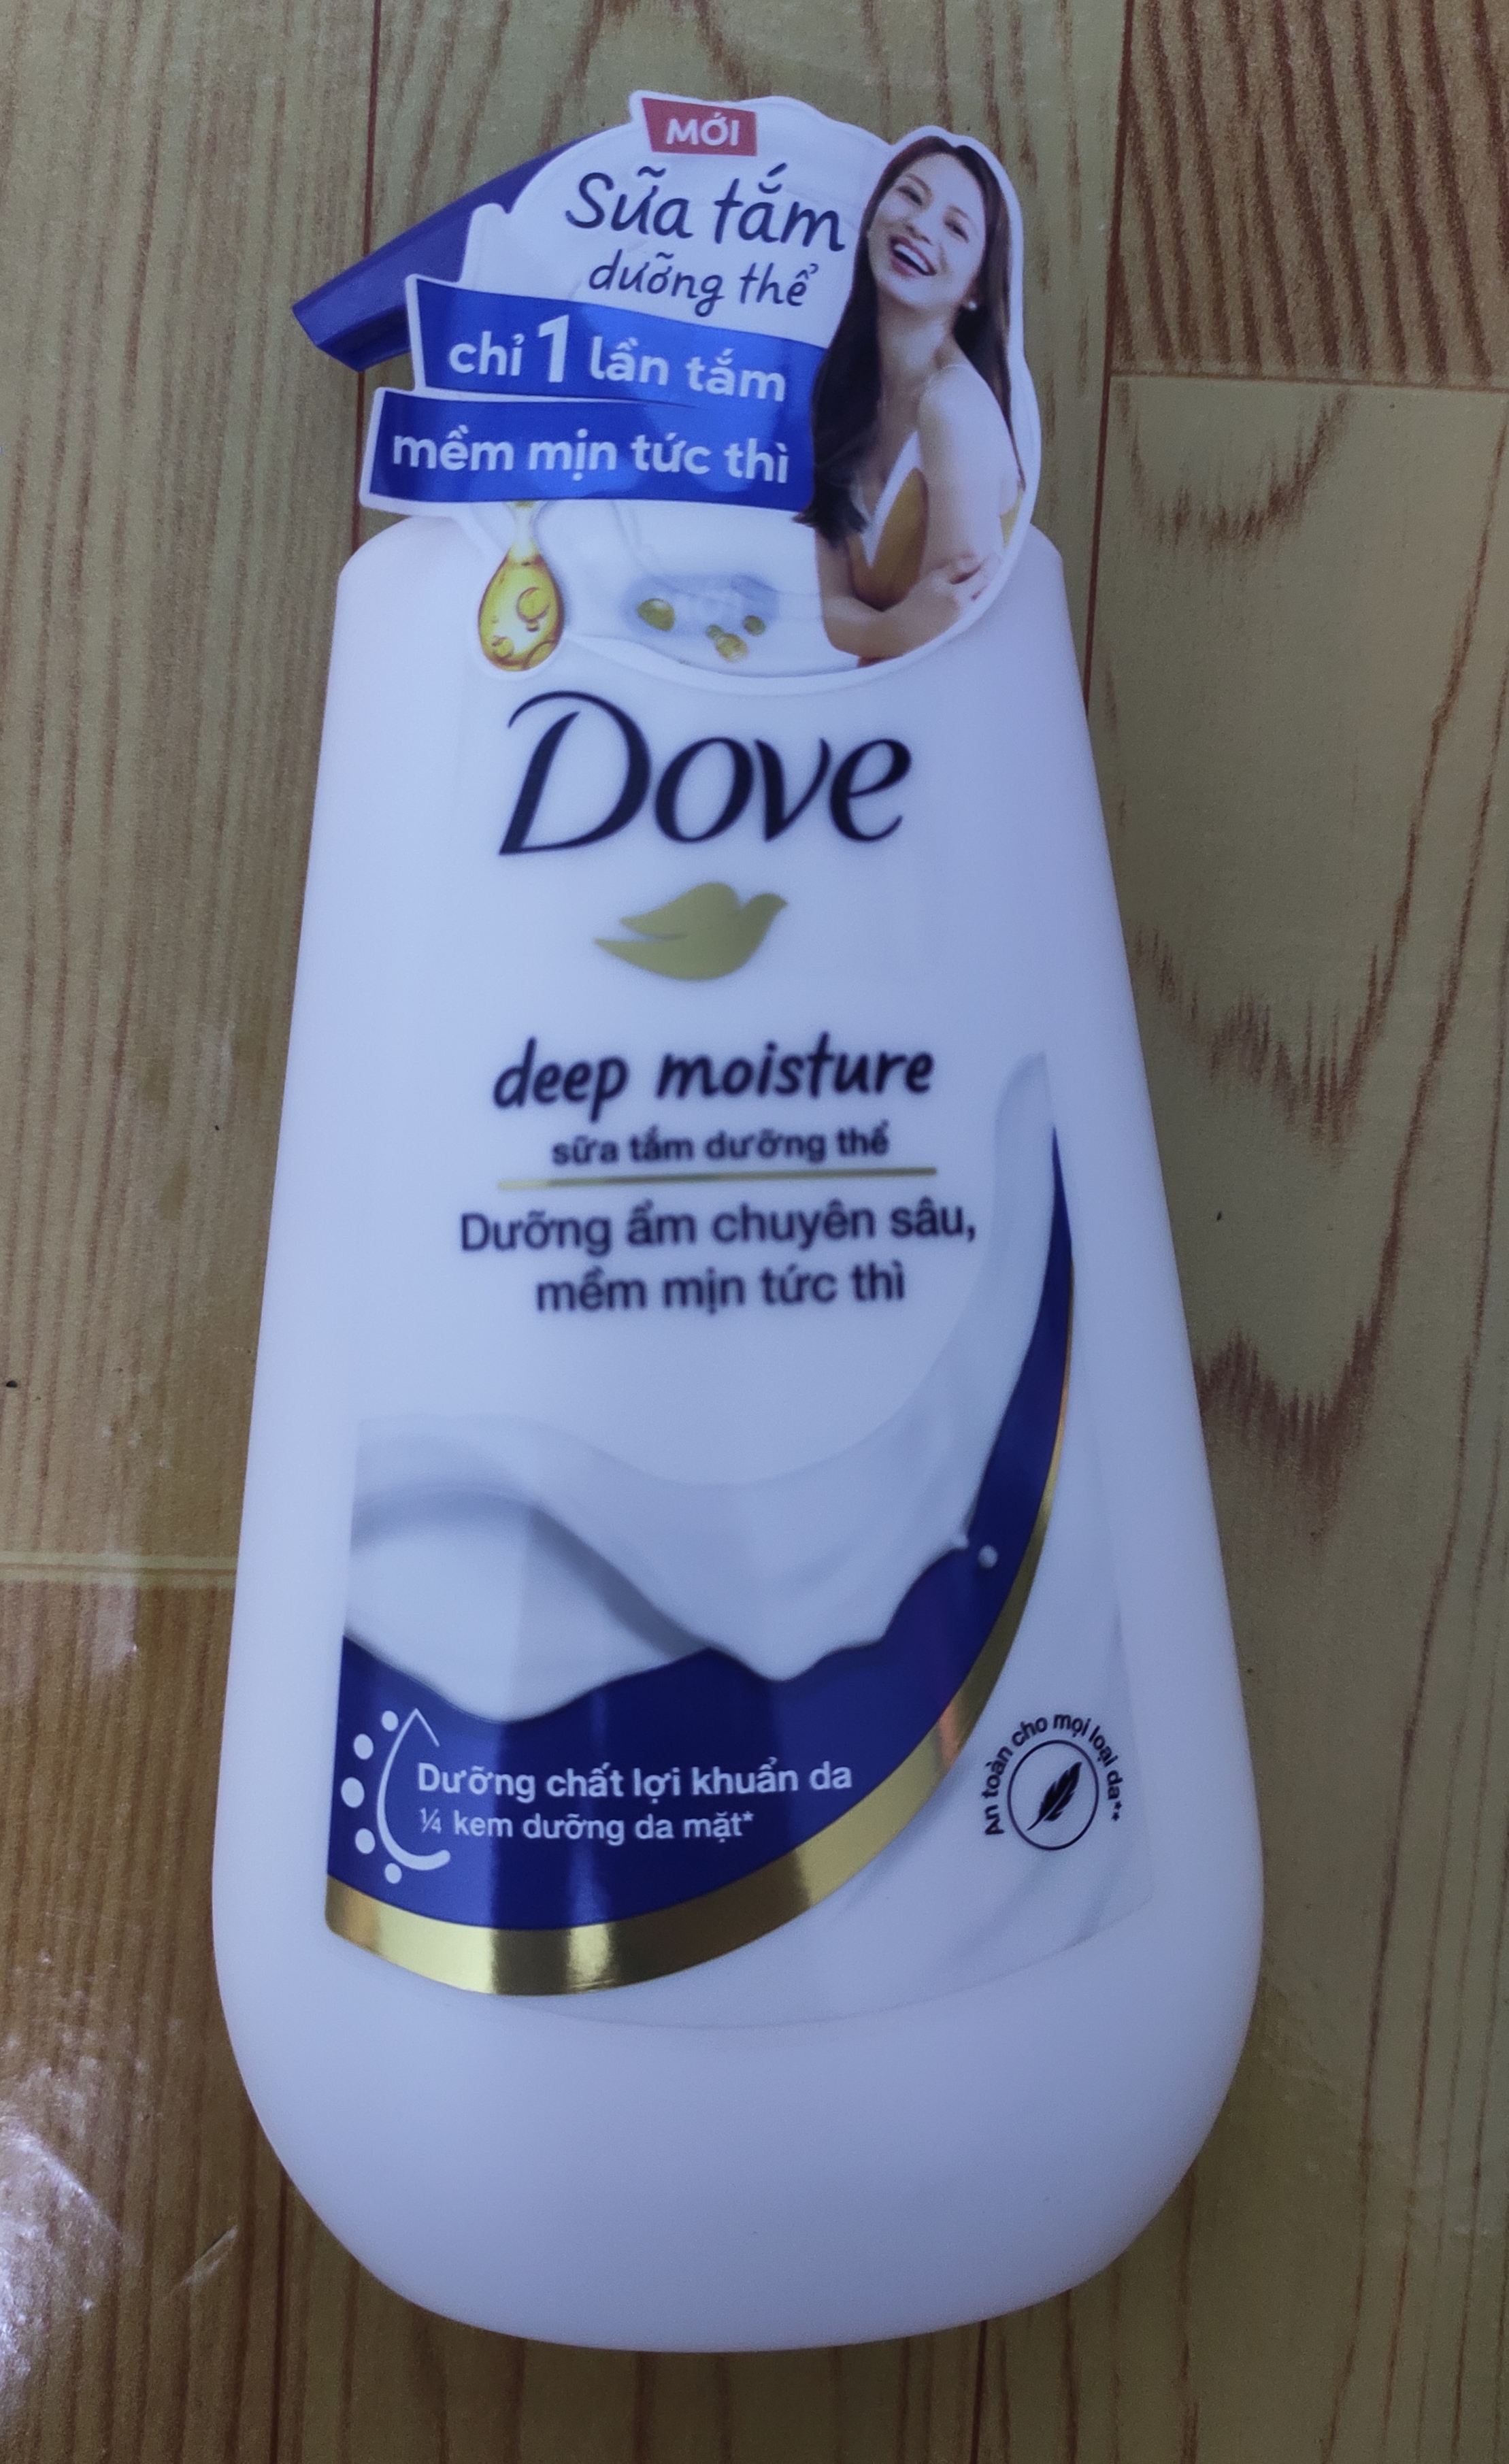 MỚI
Sữa tắm
dưỡng thể
chỉ 1 lần tắm
mềm mịn tức thì
Dove
deep moisture
sữa tắm dưỡng thể
Dưỡng ẩm chuyên sâu,
mềm mịn tức thì
Dưỡng chất lợi khuẩn da
¼ kem dưỡng da mặt*
An toàn cho mọi loại da**